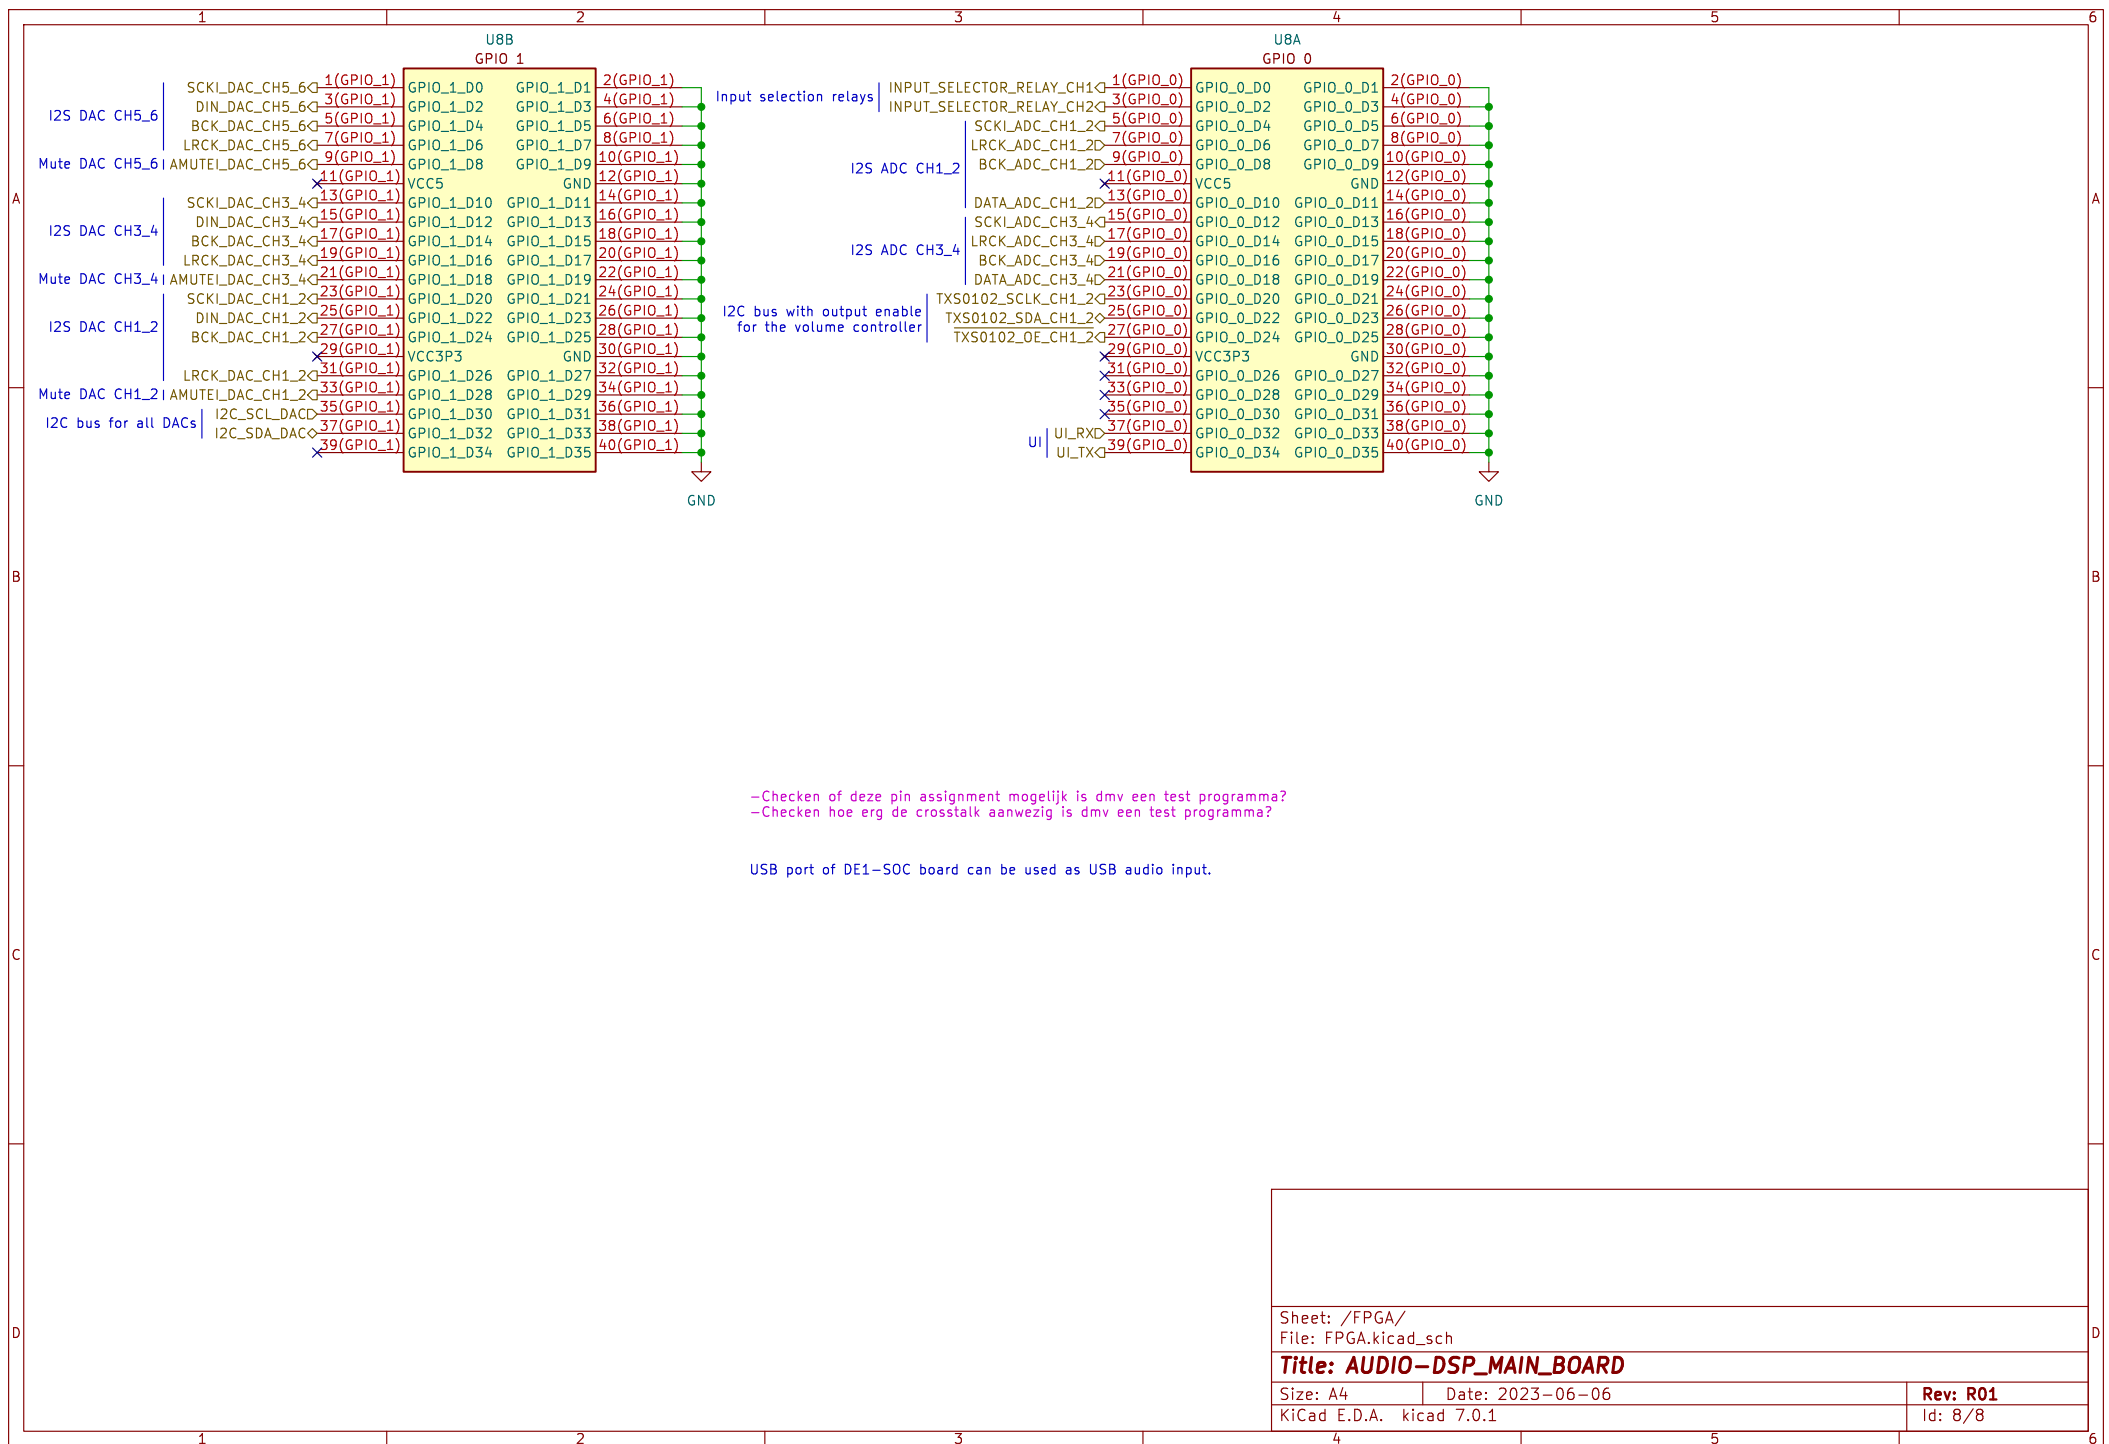 1 2 3 4 5 6
U8B
GPIO 1
I2S DAC CH5_6
Mute DAC CH5_6
I2S DAC CH3_4
Mute DAC CH3_4
I2S DAC CH1_2
Mute DAC CH1_2
I2C bus for all DACs
SCKI_DAC_CH5_6 1(GPIO_1) GPIO_1_D0 GPIO_1_D1 2(GPIO_1)
DIN_DAC_CH5_6 3(GPIO_1) GPIO_1_D2 GPIO_1_D3 4(GPIO_1)
BCK_DAC_CH5_6 5(GPIO_1) GPIO_1_D4 GPIO_1_D5 6(GPIO_1)
LRCK_DAC_CH5_6 7(GPIO_1) GPIO_1_D6 GPIO_1_D7 8(GPIO_1)
AMUTEI_DAC_CH5_6 9(GPIO_1) GPIO_1_D8 GPIO_1_D9 10(GPIO_1)
11(GPIO_1) VCC5 GND 12(GPIO_1)
SCKI_DAC_CH3_4 13(GPIO_1) GPIO_1_D10 GPIO_1_D11 14(GPIO_1)
DIN_DAC_CH3_4 15(GPIO_1) GPIO_1_D12 GPIO_1_D13 16(GPIO_1)
BCK_DAC_CH3_4 17(GPIO_1) GPIO_1_D14 GPIO_1_D15 18(GPIO_1)
LRCK_DAC_CH3_4 19(GPIO_1) GPIO_1_D16 GPIO_1_D17 20(GPIO_1)
AMUTEI_DAC_CH3_4 21(GPIO_1) GPIO_1_D18 GPIO_1_D19 22(GPIO_1)
SCKI_DAC_CH1_2 23(GPIO_1) GPIO_1_D20 GPIO_1_D21 24(GPIO_1)
DIN_DAC_CH1_2 25(GPIO_1) GPIO_1_D22 GPIO_1_D23 26(GPIO_1)
BCK_DAC_CH1_2 27(GPIO_1) GPIO_1_D24 GPIO_1_D25 28(GPIO_1)
29(GPIO_1) VCC3P3 GND 30(GPIO_1)
LRCK_DAC_CH1_2 31(GPIO_1) GPIO_1_D26 GPIO_1_D27 32(GPIO_1)
AMUTEI_DAC_CH1_2 33(GPIO_1) GPIO_1_D28 GPIO_1_D29 34(GPIO_1)
I2C_SCL_DAC 35(GPIO_1) GPIO_1_D30 GPIO_1_D31 36(GPIO_1)
I2C_SDA_DAC 37(GPIO_1) GPIO_1_D32 GPIO_1_D33 38(GPIO_1)
39(GPIO_1) GPIO_1_D34 GPIO_1_D35 40(GPIO_1)
GND
U8A
GPIO 0
Input selection relays
I2S ADC CH1_2
I2S ADC CH3_4
I2C bus with output enable
for the volume controller
UI
INPUT_SELECTOR_RELAY_CH1 1(GPIO_0) GPIO_0_D0 GPIO_0_D1 2(GPIO_0)
INPUT_SELECTOR_RELAY_CH2 3(GPIO_0) GPIO_0_D2 GPIO_0_D3 4(GPIO_0)
SCKI_ADC_CH1_2 5(GPIO_0) GPIO_0_D4 GPIO_0_D5 6(GPIO_0)
LRCK_ADC_CH1_2 7(GPIO_0) GPIO_0_D6 GPIO_0_D7 8(GPIO_0)
BCK_ADC_CH1_2 9(GPIO_0) GPIO_0_D8 GPIO_0_D9 10(GPIO_0)
11(GPIO_0) VCC5 GND 12(GPIO_0)
DATA_ADC_CH1_2 13(GPIO_0) GPIO_0_D10 GPIO_0_D11 14(GPIO_0)
SCKI_ADC_CH3_4 15(GPIO_0) GPIO_0_D12 GPIO_0_D13 16(GPIO_0)
LRCK_ADC_CH3_4 17(GPIO_0) GPIO_0_D14 GPIO_0_D15 18(GPIO_0)
BCK_ADC_CH3_4 19(GPIO_0) GPIO_0_D16 GPIO_0_D17 20(GPIO_0)
DATA_ADC_CH3_4 21(GPIO_0) GPIO_0_D18 GPIO_0_D19 22(GPIO_0)
TXS0102_SCLK_CH1_2 23(GPIO_0) GPIO_0_D20 GPIO_0_D21 24(GPIO_0)
TXS0102_SDA_CH1_2 25(GPIO_0) GPIO_0_D22 GPIO_0_D23 26(GPIO_0)
TXS0102_OE_CH1_2 27(GPIO_0) GPIO_0_D24 GPIO_0_D25 28(GPIO_0)
29(GPIO_0) VCC3P3 GND 30(GPIO_0)
31(GPIO_0) GPIO_0_D26 GPIO_0_D27 32(GPIO_0)
33(GPIO_0) GPIO_0_D28 GPIO_0_D29 34(GPIO_0)
35(GPIO_0) GPIO_0_D30 GPIO_0_D31 36(GPIO_0)
UI_RX 37(GPIO_0) GPIO_0_D32 GPIO_0_D33 38(GPIO_0)
UI_TX 39(GPIO_0) GPIO_0_D34 GPIO_0_D35 40(GPIO_0)
GND
A A
B B
-Checken of deze pin assignment mogelijk is dmv een test programma?
-Checken hoe erg de crosstalk aanwezig is dmv een test programma?
USB port of DE1-SOC board can be used as USB audio input.
C C
D D
Sheet: /FPGA/
File: FPGA.kicad_sch
Title: AUDIO-DSP_MAIN_BOARD
Size: A4 Date: 2023-06-06 Rev: R01
KiCad E.D.A. kicad 7.0.1 Id: 8/8
1 2 3 4 5 6